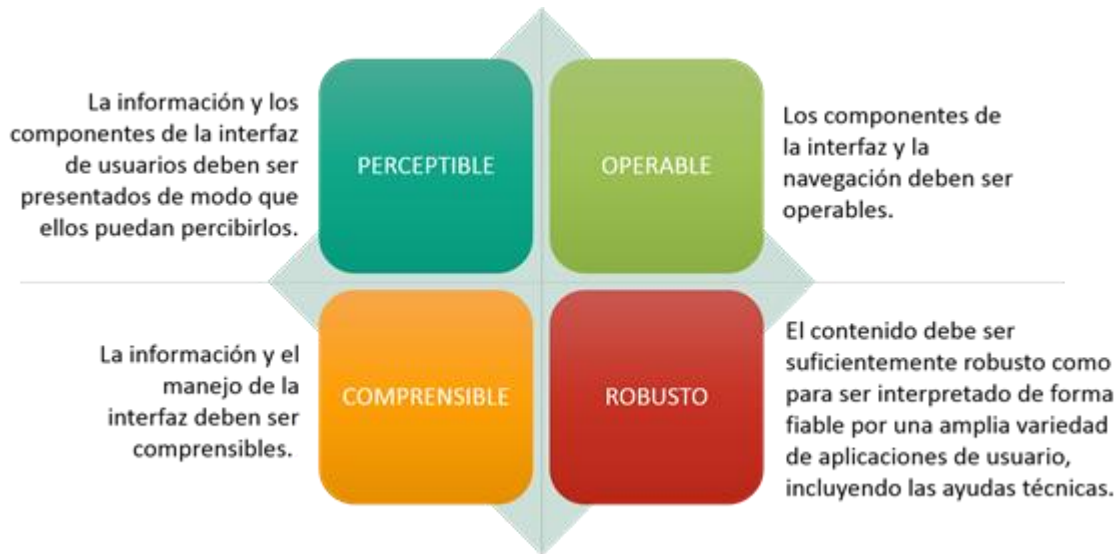 La información y los
componentes de la interfaz
de usuarios deben ser
presentados de modo que
ellos puedan percibirlos.
PERCEPTIBLE
OPERABLE
Los componentes de
la interfaz y la
navegación deben ser
operables.
La información y el
manejo de la
interfaz deben ser
comprensibles.
COMPRENSIBLE
ROBUSTO
El contenido debe ser
suficientemente robusto como
para ser interpretado de forma
fiable por una amplia variedad
de aplicaciones de usuario,
incluyendo las ayudas técnicas.